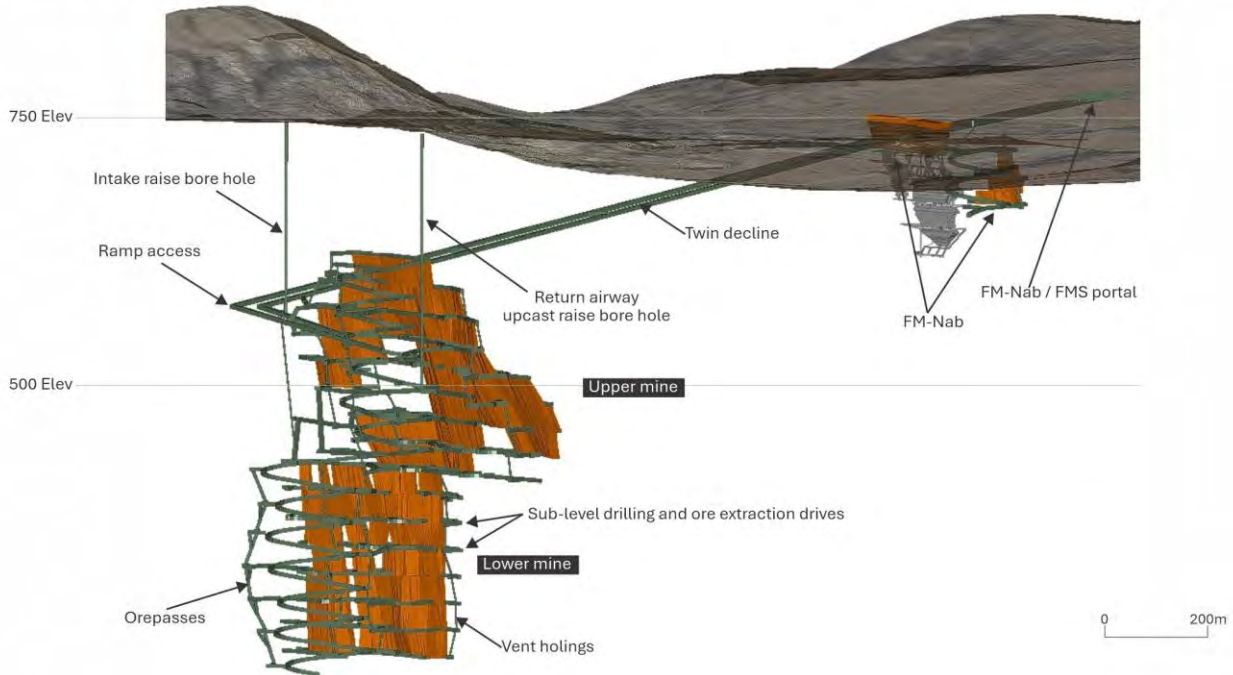 750 Elev
Intake raise bore hole
Ramp access
Twin decline
Return airway
upcast raise bore hole
FM-Nab / FMS portal
FM-Nab
500 Elev
Upper mine
Sub-level drilling and ore extraction drives
Lower mine
Orepasses
Vent holings
0
200m